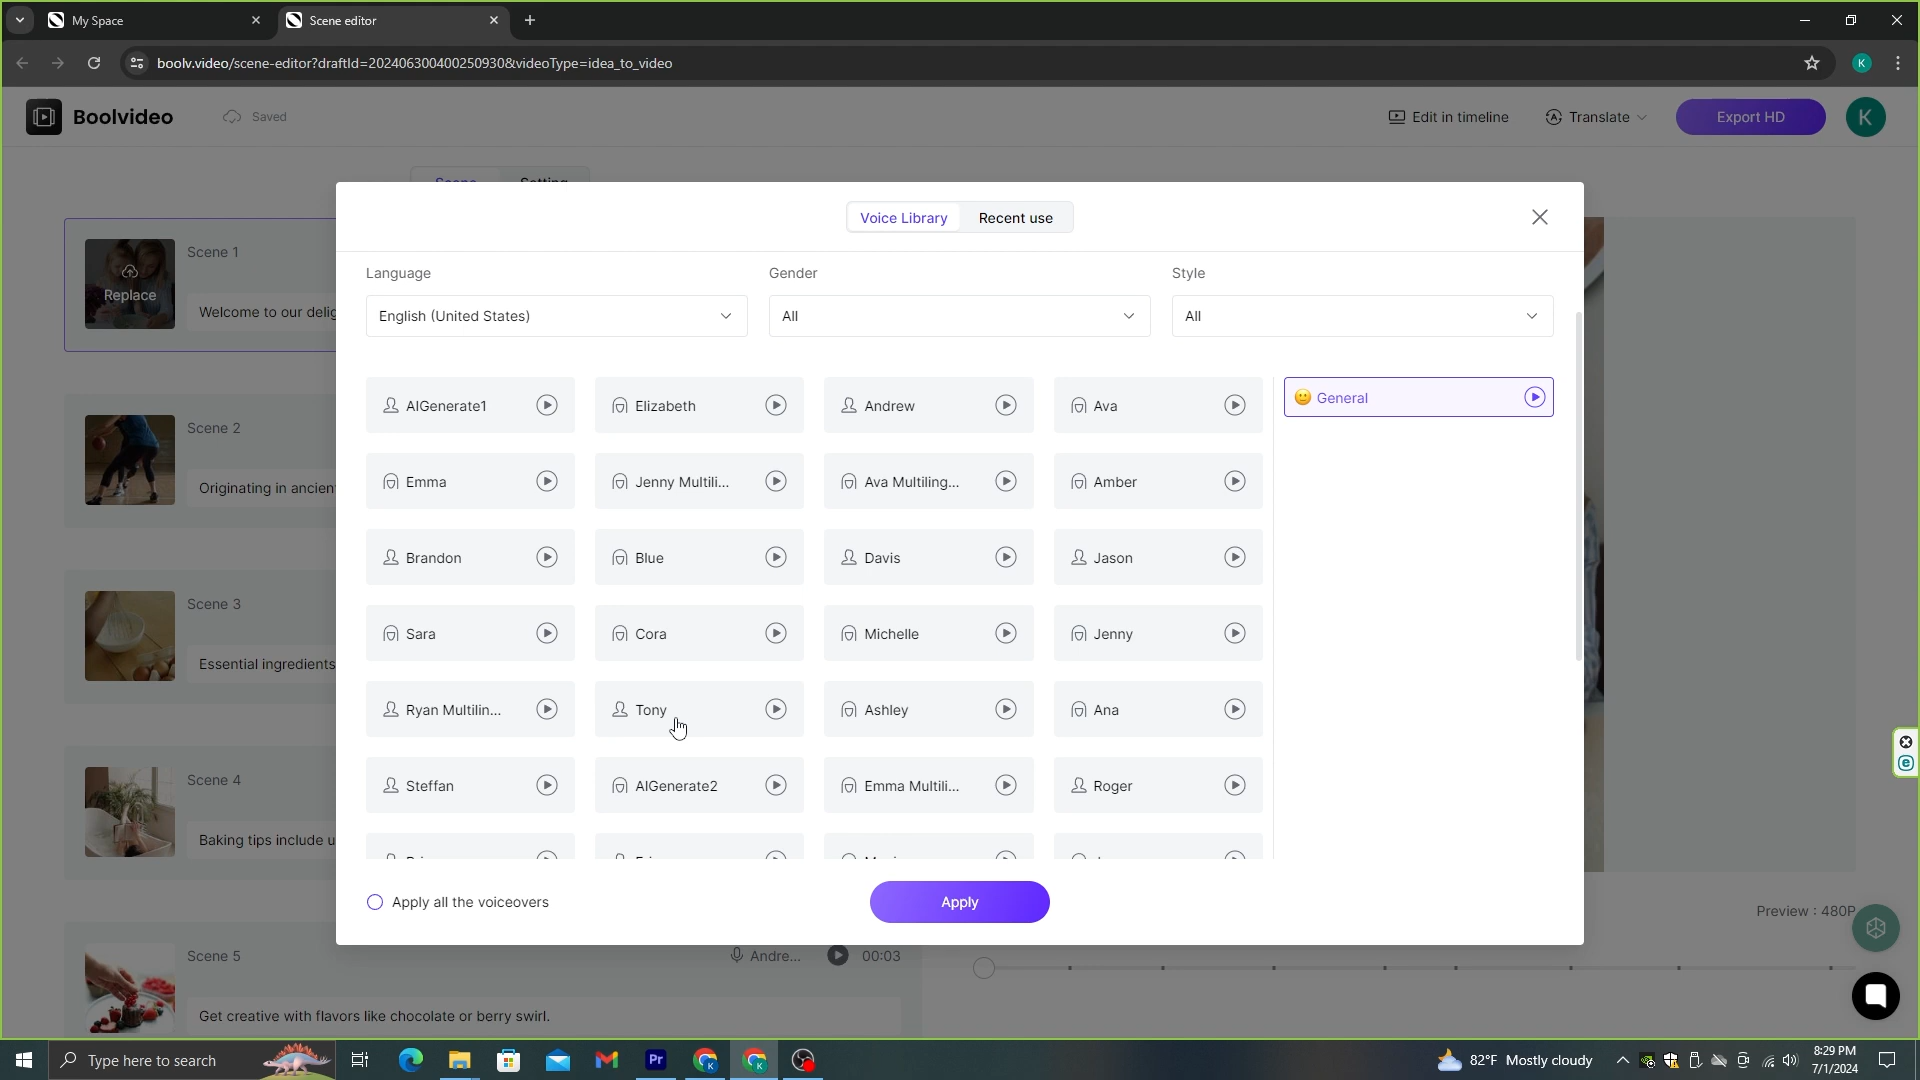 My Space
Scene editor
boolv.video/scene-editor?draftId=20240630040025093​0&videoType=idea_to_video
K
Boolvideo
Saved
Edit in timeline
Translate
Export HD
K
Voice Library
Recent use
Language
Gender
Style
English (United States)
All
All
AIGenerate1
Elizabeth
Andrew
Ava
General
Emma
Jenny Multili...
Ava Multiling...
Amber
Brandon
Blue
Davis
Jason
Sara
Cora
Michelle
Jenny
Ryan Multilin...
Tony
Ashley
Ana
Steffan
AIGenerate2
Emma Multili...
Roger
Apply all the voiceovers
Apply
Scene 1
Replace
Welcome to our delig
Scene 2
Originating in ancien
Scene 3
Essential ingredients
Scene 4
Baking tips include u
Scene 5
Andre...
00:03
Get creative with flavors like chocolate or berry swirl.
Preview : 480P
Type here to search
82°F Mostly cloudy
8:29 PM
7/1/2024